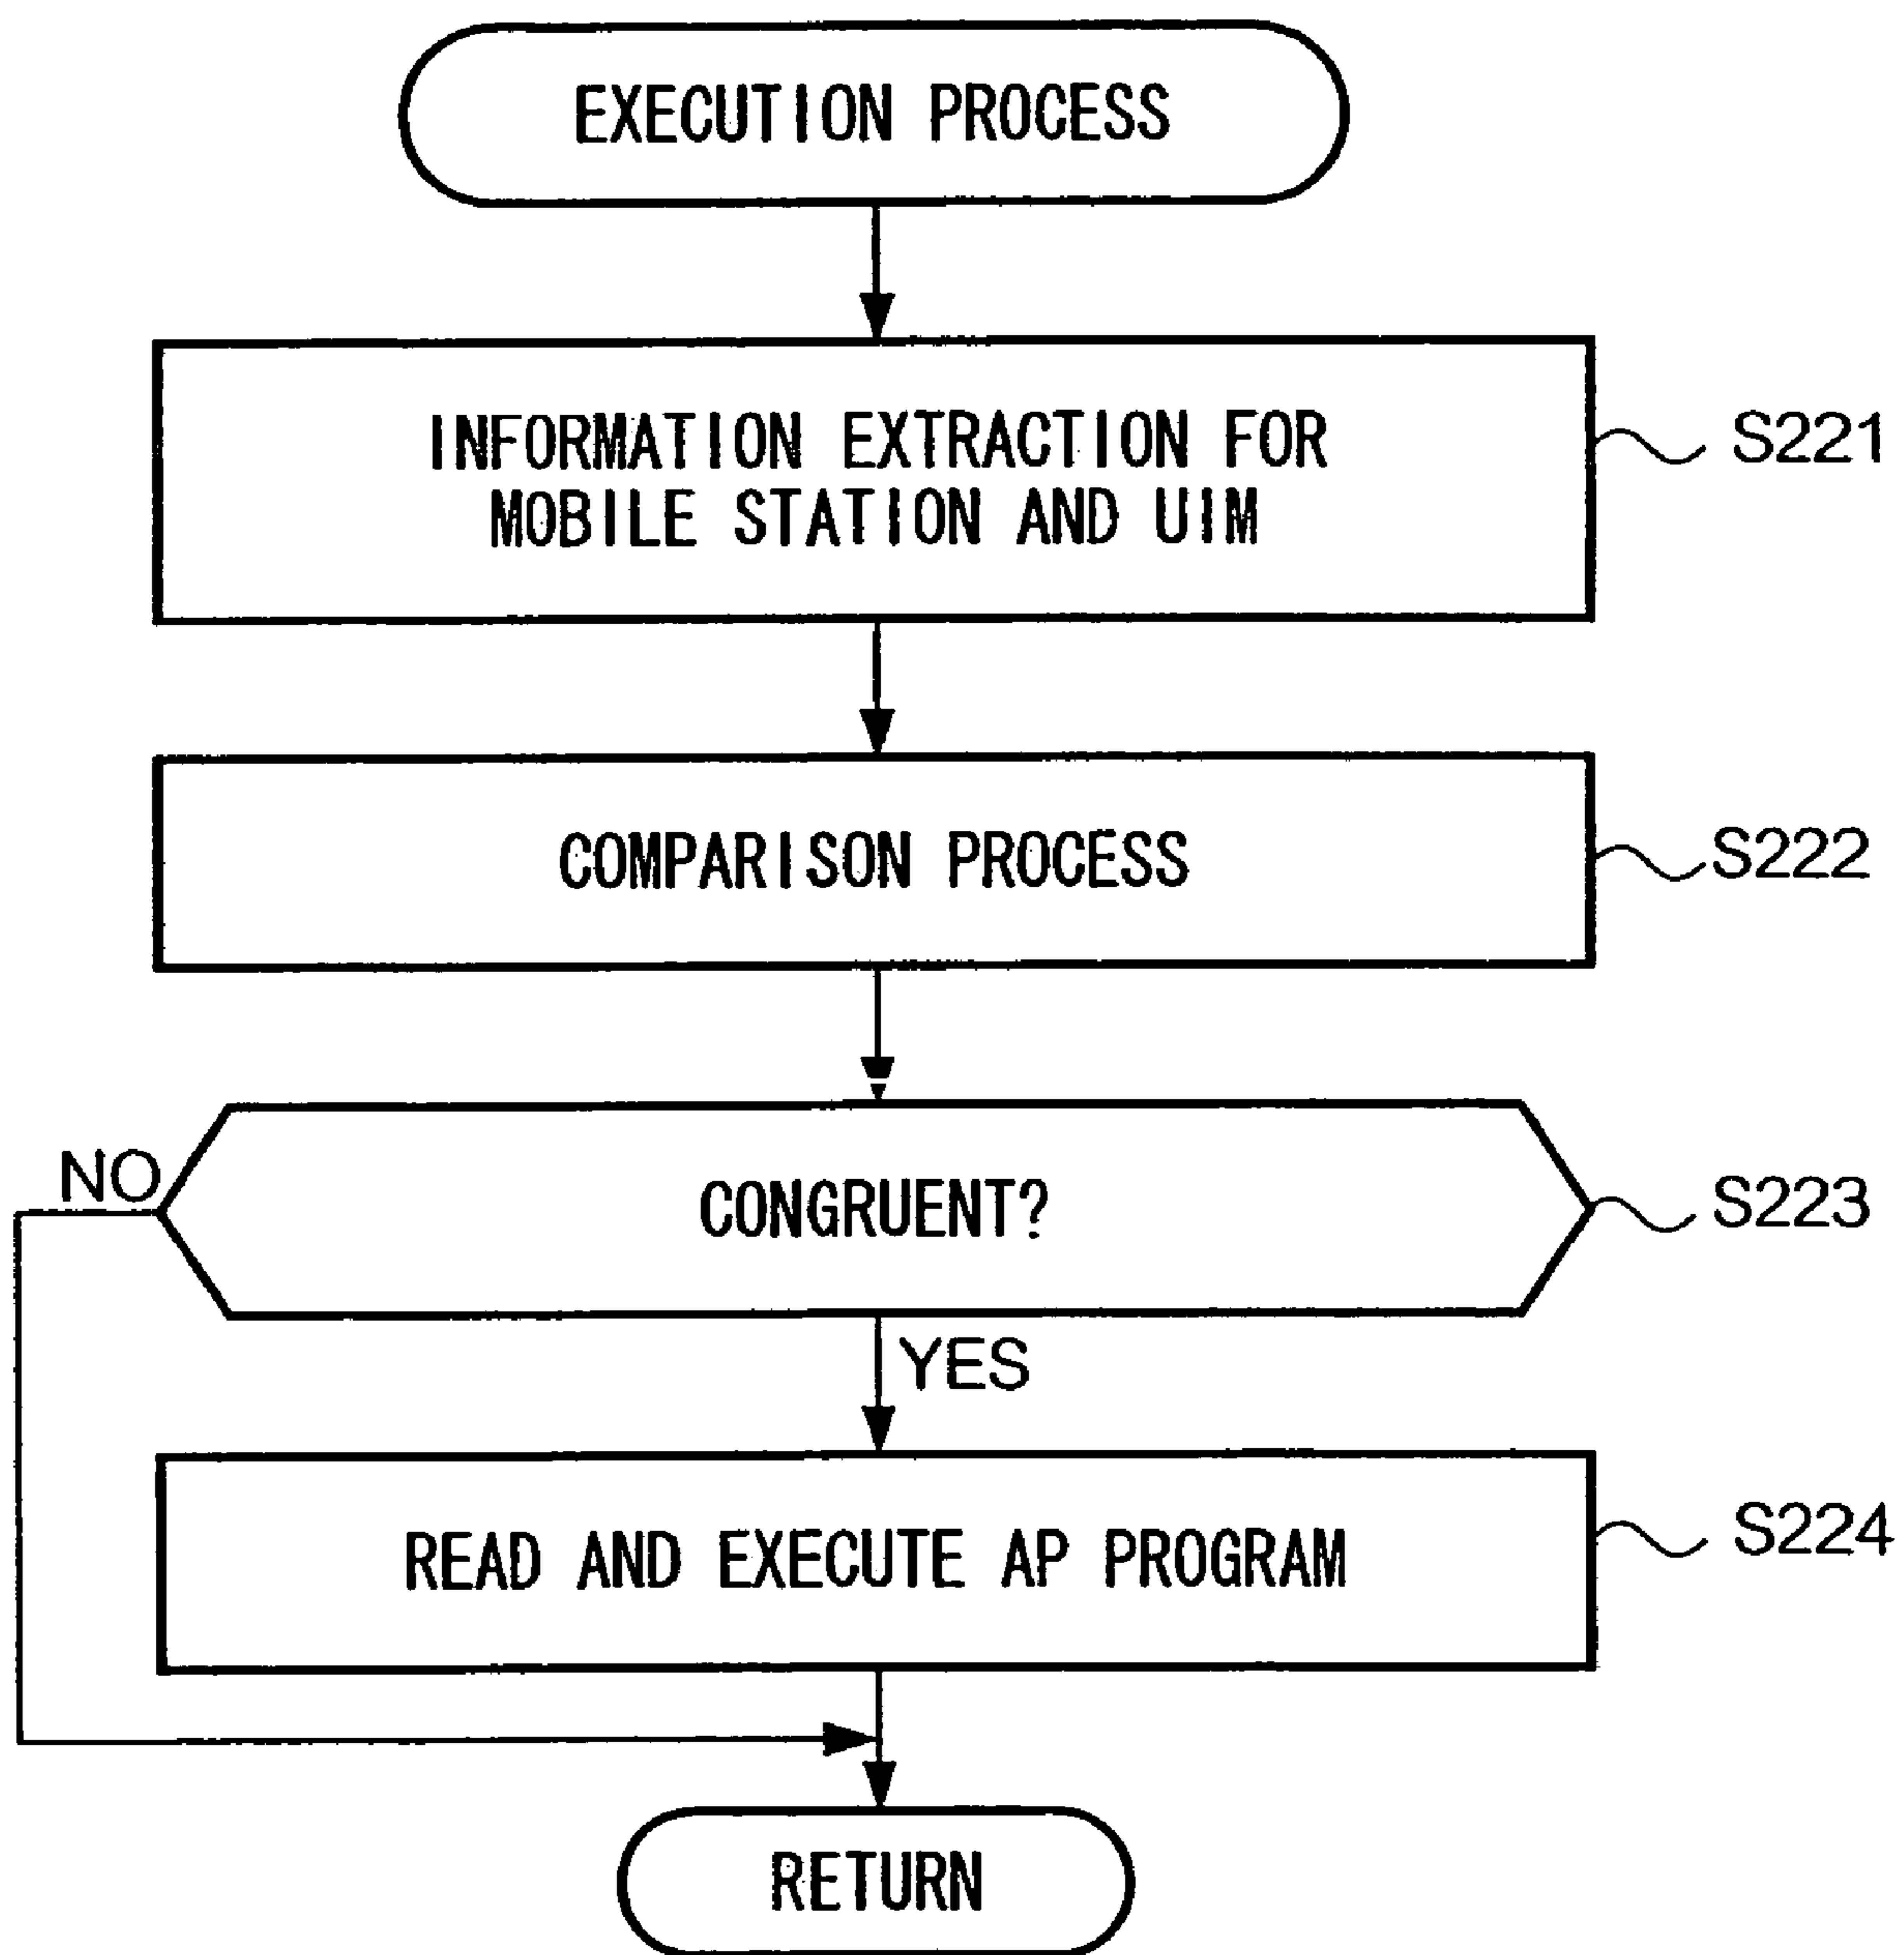 EXECUTION PROCESS
INFORMATION EXTRACTION FOR
MOBILE STATION AND UIM
S221
COMPARISON PROCESS
S222
NO
CONGRUENT?
S223
YES
READ AND EXECUTE AP PROGRAM
S224
RETURN